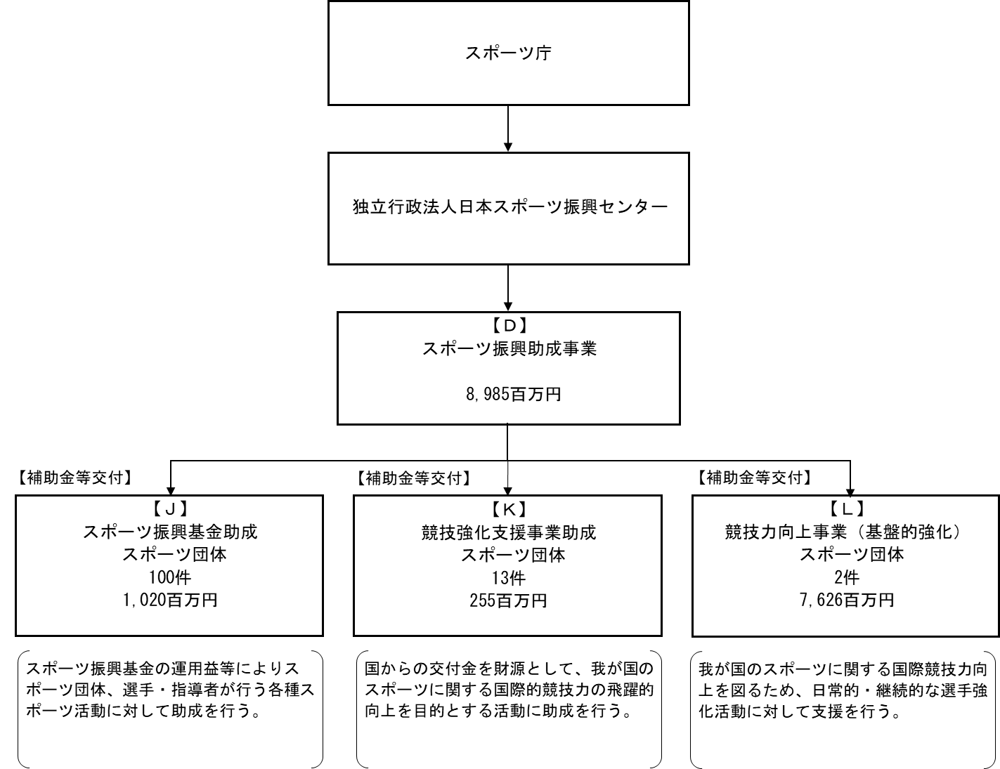 スポーツ庁
独立行政法人日本スポーツ振興センター
【Ｄ】
スポーツ振興助成事業
8,985百万円
【補助金等交付】
【Ｊ】
スポーツ振興基金助成
スポーツ団体
100件
1,020百万円
スポーツ振興基金の運用益等によりス
ポーツ団体、選手・指導者が行う各種ス
ポーツ活動に対して助成を行う。
【補助金等交付】
【Ｋ】
競技強化支援事業助成
スポーツ団体
13件
255百万円
国からの交付金を財源として、我が国の
スポーツに関する国際的競技力の飛躍的
向上を目的とする活動に助成を行う。
【補助金等交付】
【Ｌ】
競技力向上事業（基盤的強化）
スポーツ団体
2件
7,626百万円
我が国のスポーツに関する国際競技力向
上を図るため、日常的・継続的な選手強
化活動に対して支援を行う。